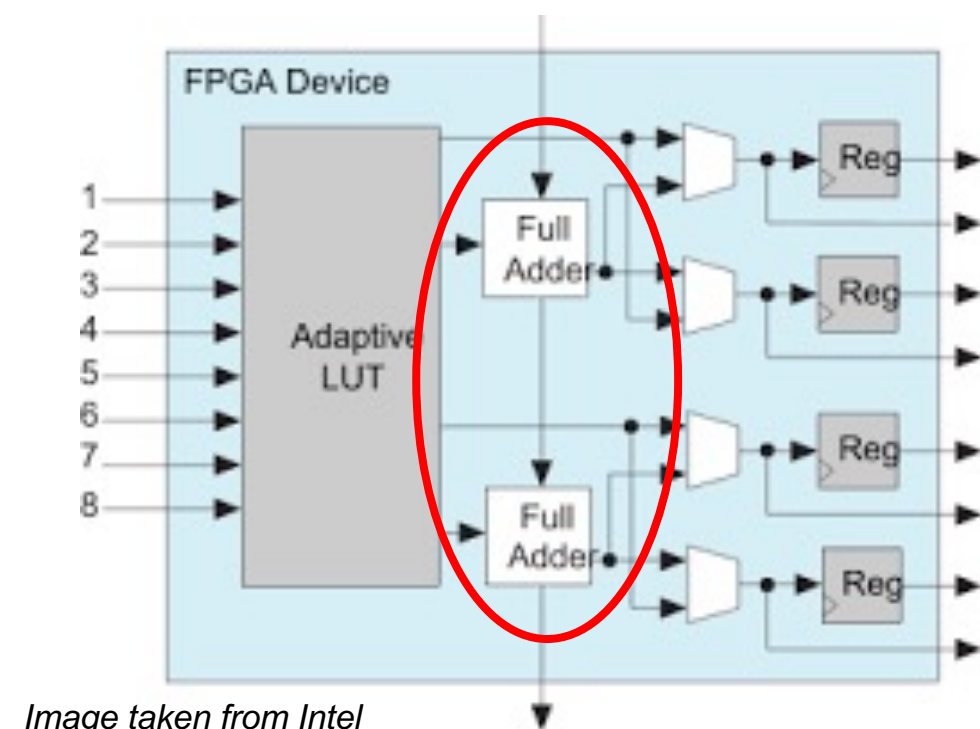 FPGA Device
1
2
3
4
5
6
7
8
Adaptive
LUT
Full
Adder
Full
Adder
Reg
Reg
Reg
Reg
Image taken from Intel